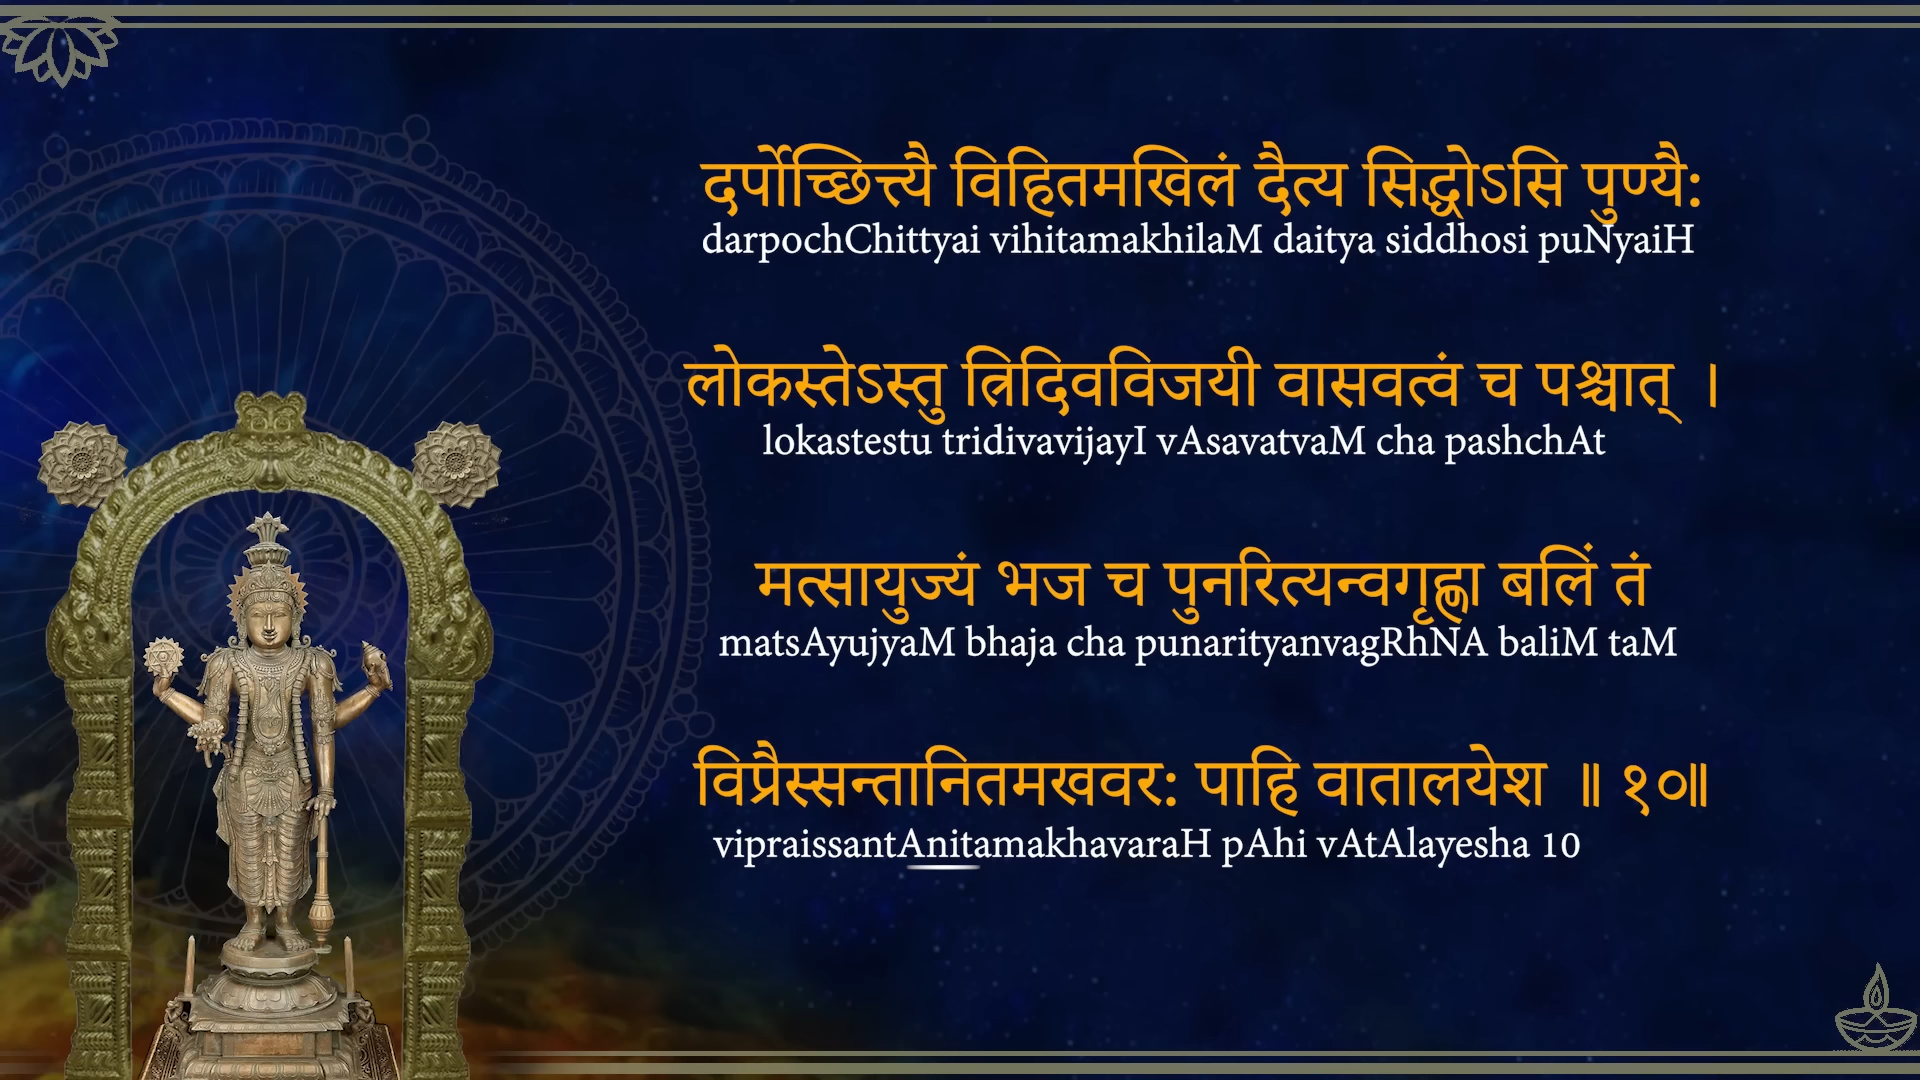 दर्पोच्छित्त्यै विहितमखिलं दैत्य सिद्धोऽसि पुण्यै:
darpochChittyai vihitamakhilaM daitya siddhosi puNyaiH
लोकस्तेऽस्तु त्रिदिवविजयी वासवत्वं च पश्चात् ।
lokastestu tridivavijayI vAsavatvaM cha pashchAt
मत्सायुज्यं भज च पुनरित्यन्वगृह्णा बलिं तं
matsAyujyaM bhaja cha punarityanvagRhNA baliM taM
विप्रैस्सन्तानितमखवर: पाहि वातालयेश ॥ १०॥
vipraissantAnitamakhavaraH pAhi vAtAlayesha 10